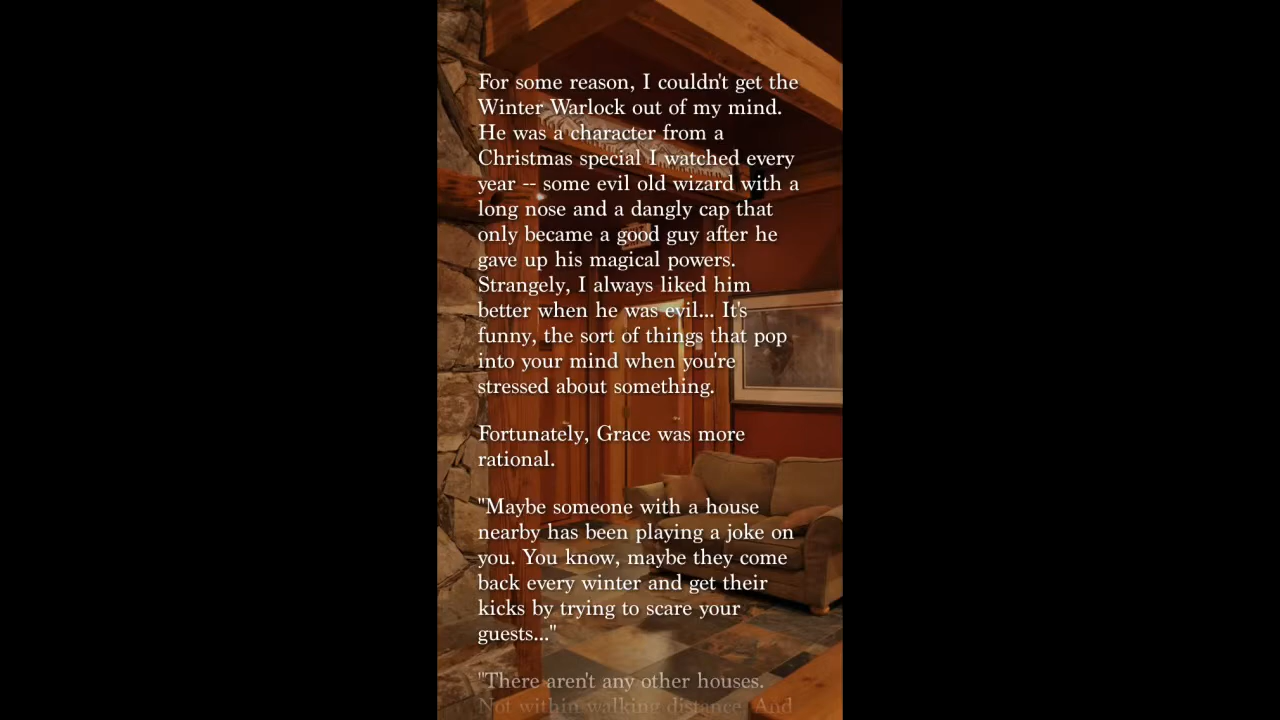 For some reason, I couldn't get the
Winter Warlock out of my mind.
He was a character from a
Christmas special I watched every
year -- some evil old wizard with a
long nose and a dangly cap that
only became a good guy after he
gave up his magical powers.
Strangely, I always liked him
better when he was evil... It's
funny, the sort of things that pop
into your mind when you're
stressed about something.
Fortunately, Grace was more
rational.
"Maybe someone with a house
nearby has been playing a joke on
you. You know, maybe they come
back every winter and get their
kicks by trying to scare your
guests..."
"There aren't any other houses.
Not within walking distance. And